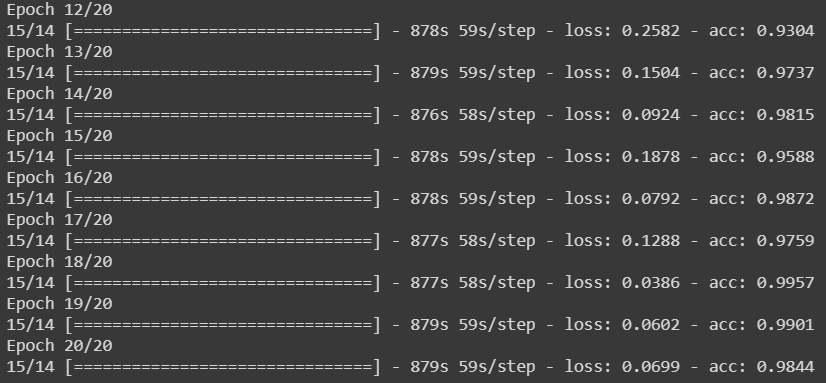 Epoch 12/20
15/14 [===============================] - 878s 59s/step - loss: 0.2582 - acc: 0.9304
Epoch 13/20
15/14 [===============================] - 879s 59s/step - loss: 0.1504 - acc: 0.9737
Epoch 14/20
15/14 [===============================] - 876s 58s/step - loss: 0.0924 - acc: 0.9815
Epoch 15/20
15/14 [===============================] - 878s 59s/step - loss: 0.1878 - acc: 0.9588
Epoch 16/20
15/14 [===============================] - 878s 59s/step - loss: 0.0792 - acc: 0.9872
Epoch 17/20
15/14 [===============================] - 877s 58s/step - loss: 0.1288 - acc: 0.9759
Epoch 18/20
15/14 [===============================] - 877s 58s/step - loss: 0.0386 - acc: 0.9957
Epoch 19/20
15/14 [===============================] - 879s 59s/step - loss: 0.0602 - acc: 0.9901
Epoch 20/20
15/14 [===============================] - 879s 59s/step - loss: 0.0699 - acc: 0.9844